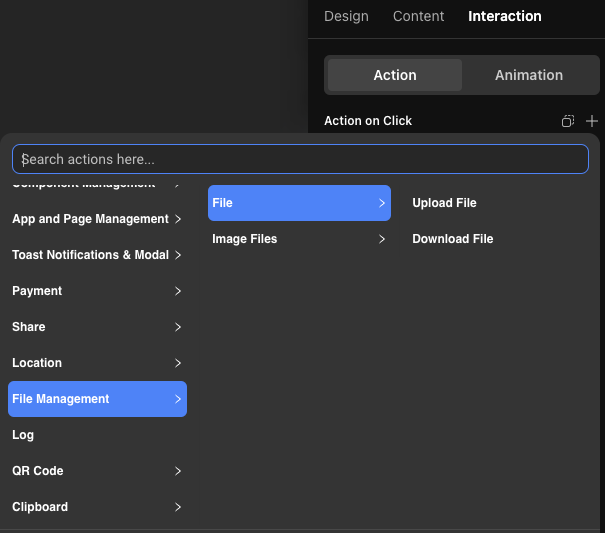 Design Content Interaction
Action Animation
Action on Click
Search actions here...
Component Management
App and Page Management
Toast Notifications & Modal
Payment
Share
Location
File Management
Log
QR Code
Clipboard
File
Image Files
Upload File
Download File